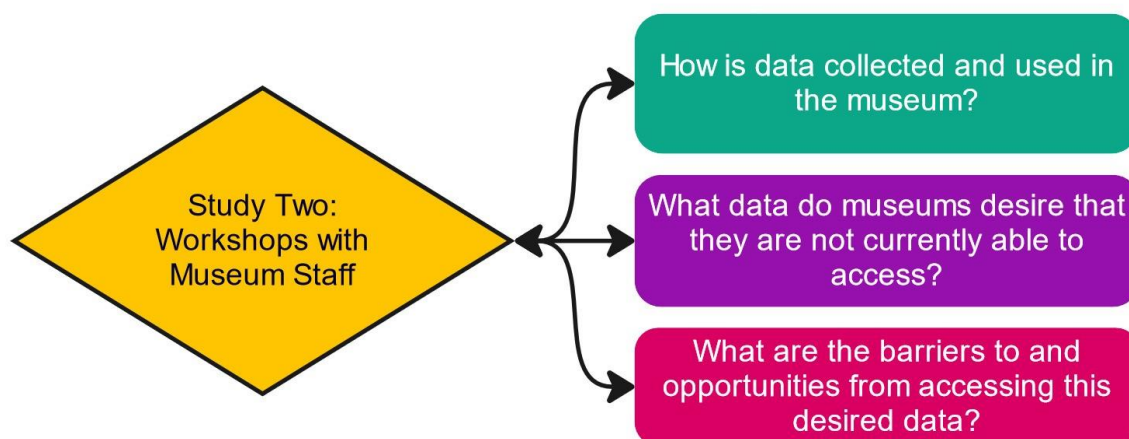 Study Two:
Workshops with
Museum Staff
How is data collected and used in
the museum?
What data do museums desire that
they are not currently able to
access?
What are the barriers to and
opportunities from accessing this
desired data?